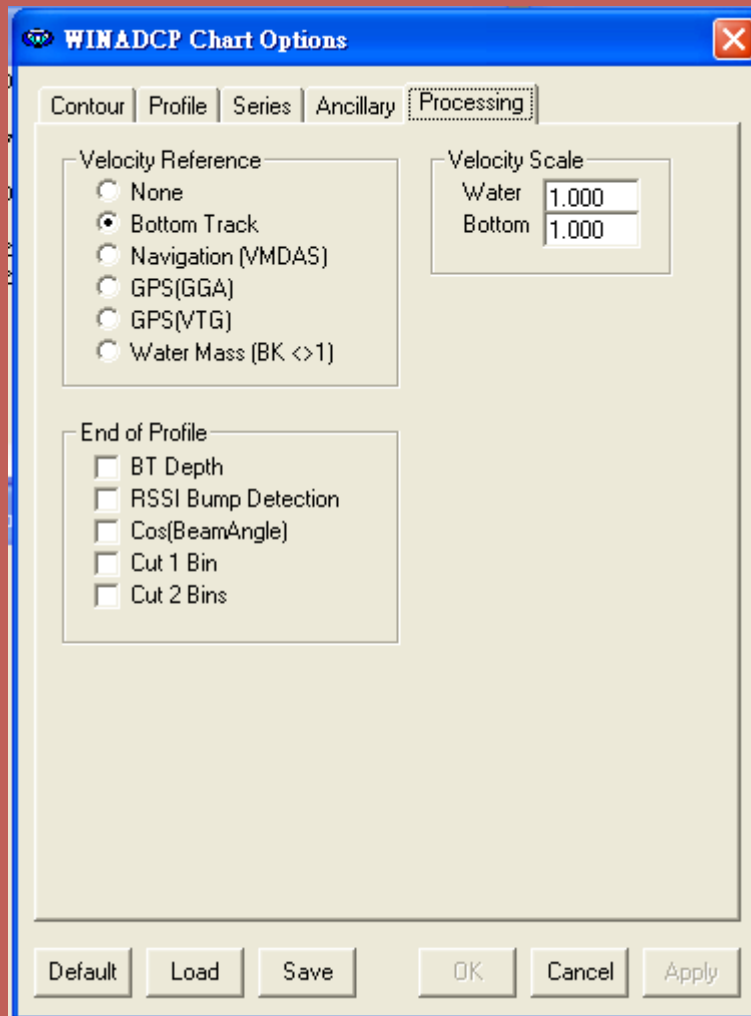 WINADCP Chart Options
Contour Profile Series Ancillary Processing
Velocity Reference
None
Bottom Track
Navigation (VMDAS)
GPS(GGA)
GPS(VTG)
Water Mass (BK <>1)
Velocity Scale
Water 1.000
Bottom 1.000
End of Profile
BT Depth
RSSI Bump Detection
Cos(BeamAngle)
Cut 1 Bin
Cut 2 Bins
Default Load Save OK Cancel Apply